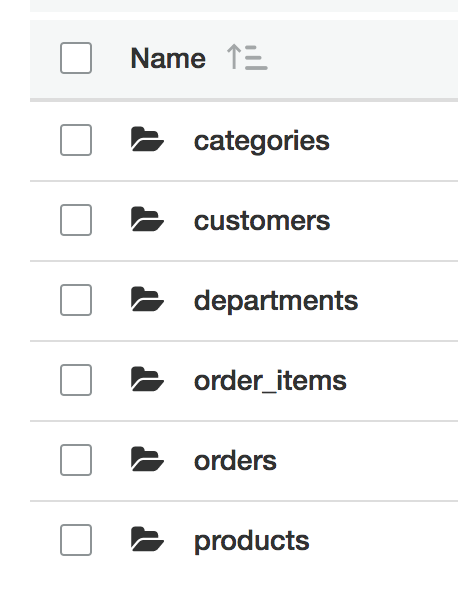 Name
categories
customers
departments
order_items
orders
products